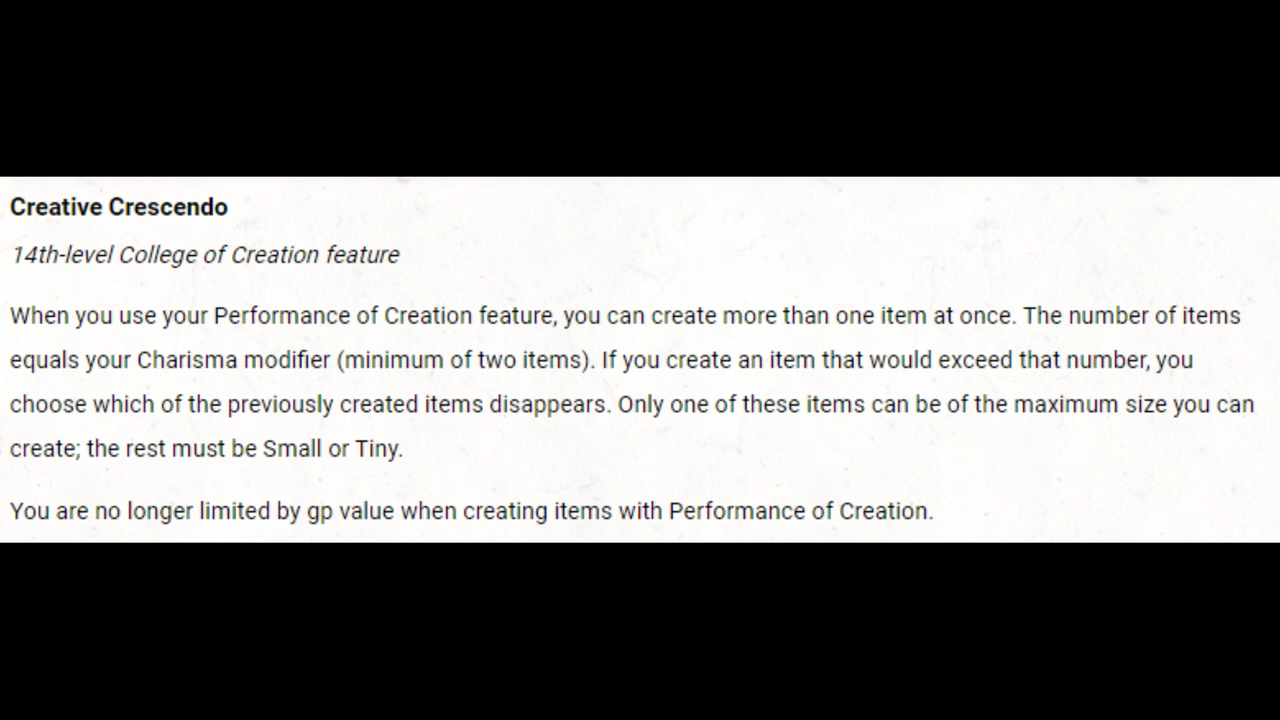 Creative Crescendo
14th-level College of Creation feature
When you use your Performance of Creation feature, you can create more than one item at once. The number of items
equals your Charisma modifier (minimum of two items). If you create an item that would exceed that number, you
choose which of the previously created items disappears. Only one of these items can be of the maximum size you can
create; the rest must be Small or Tiny.
You are no longer limited by gp value when creating items with Performance of Creation.